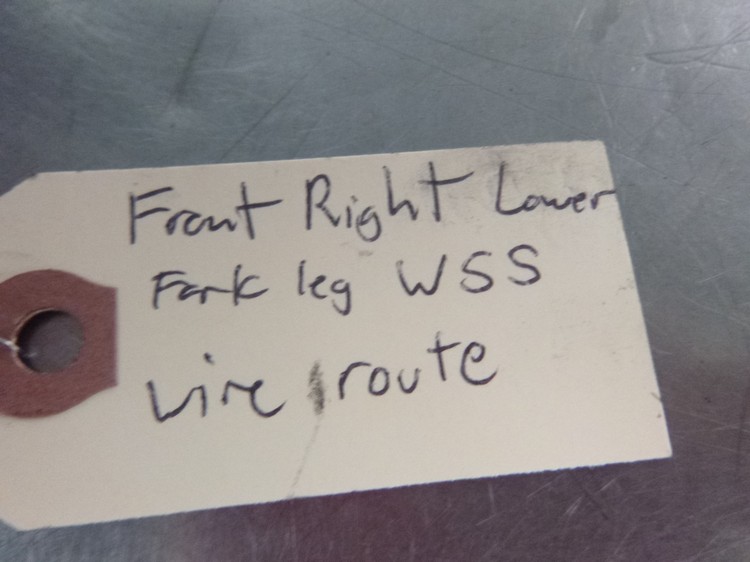 Front Right Lower
Fork leg WSS
wire route